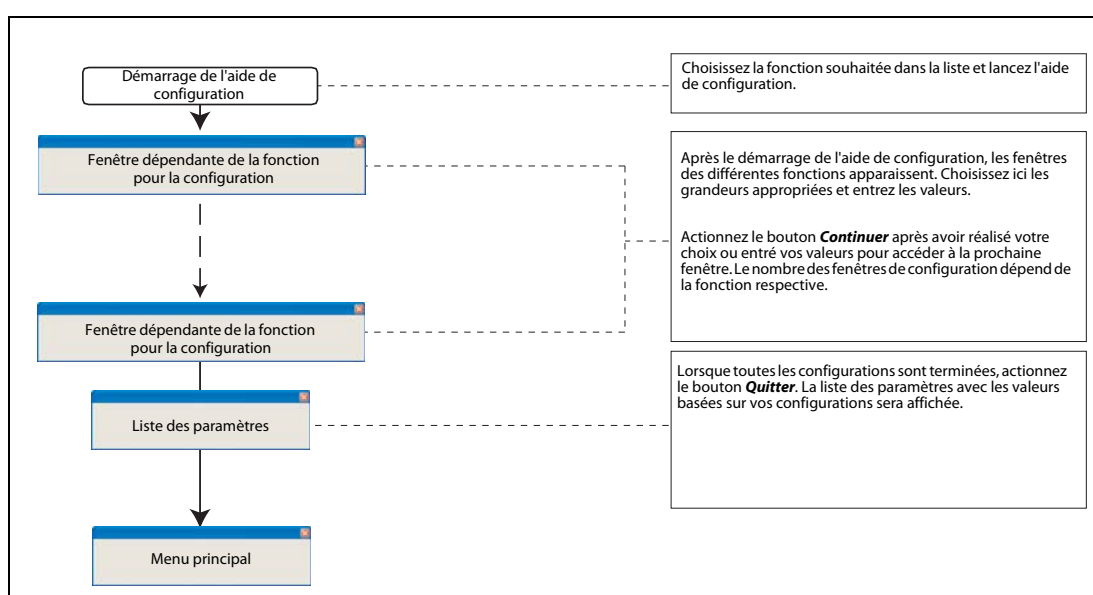 Démarrage de l'aide de
configuration
Choisissez la fonction souhaitée dans la liste et lancez l'aide
de configuration.
Fenêtre dépendante de la fonction
pour la configuration
Après le démarrage de l'aide de configuration, les fenêtres
des différentes fonctions apparaissent. Choisissez ici les
grandeurs appropriées et entrez les valeurs.
Actionnez le bouton Continuer après avoir réalisé votre
choix ou entré vos valeurs pour accéder à la prochaine
fenêtre. Le nombre des fenêtres de configuration dépend de
la fonction respective.
Fenêtre dépendante de la fonction
pour la configuration
Lorsque toutes les configurations sont terminées, actionnez
le bouton Quitter. La liste des paramètres avec les valeurs
basées sur vos configurations sera affichée.
Liste des paramètres
Menu principal